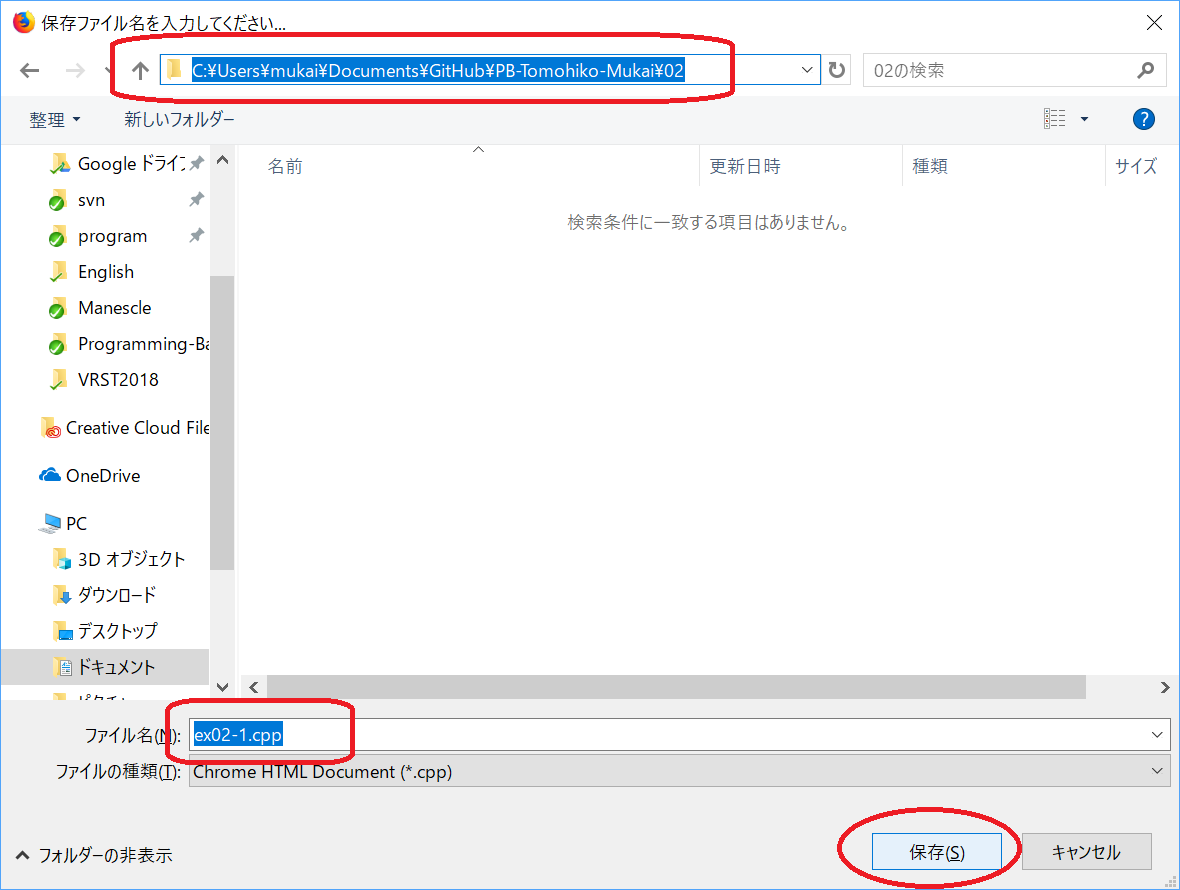 保存ファイル名を入力してください...
C:¥Users¥mukai¥Documents¥GitHub¥PB-Tomohiko-Mukai¥02
02の検索
整理
新しいフォルダー
?
Google ドライブ
svn
program
English
Manescle
Programming-Ba
VRST2018
Creative Cloud File
OneDrive
PC
3D オブジェクト
ダウンロード
デスクトップ
ドキュメント
ピクチャ
名前
更新日時
種類
サイズ
検索条件に一致する項目はありません。
ファイル名(N):
ex02-1.cpp
ファイルの種類(T):
Chrome HTML Document (*.cpp)
フォルダーの非表示
保存(S)
キャンセル